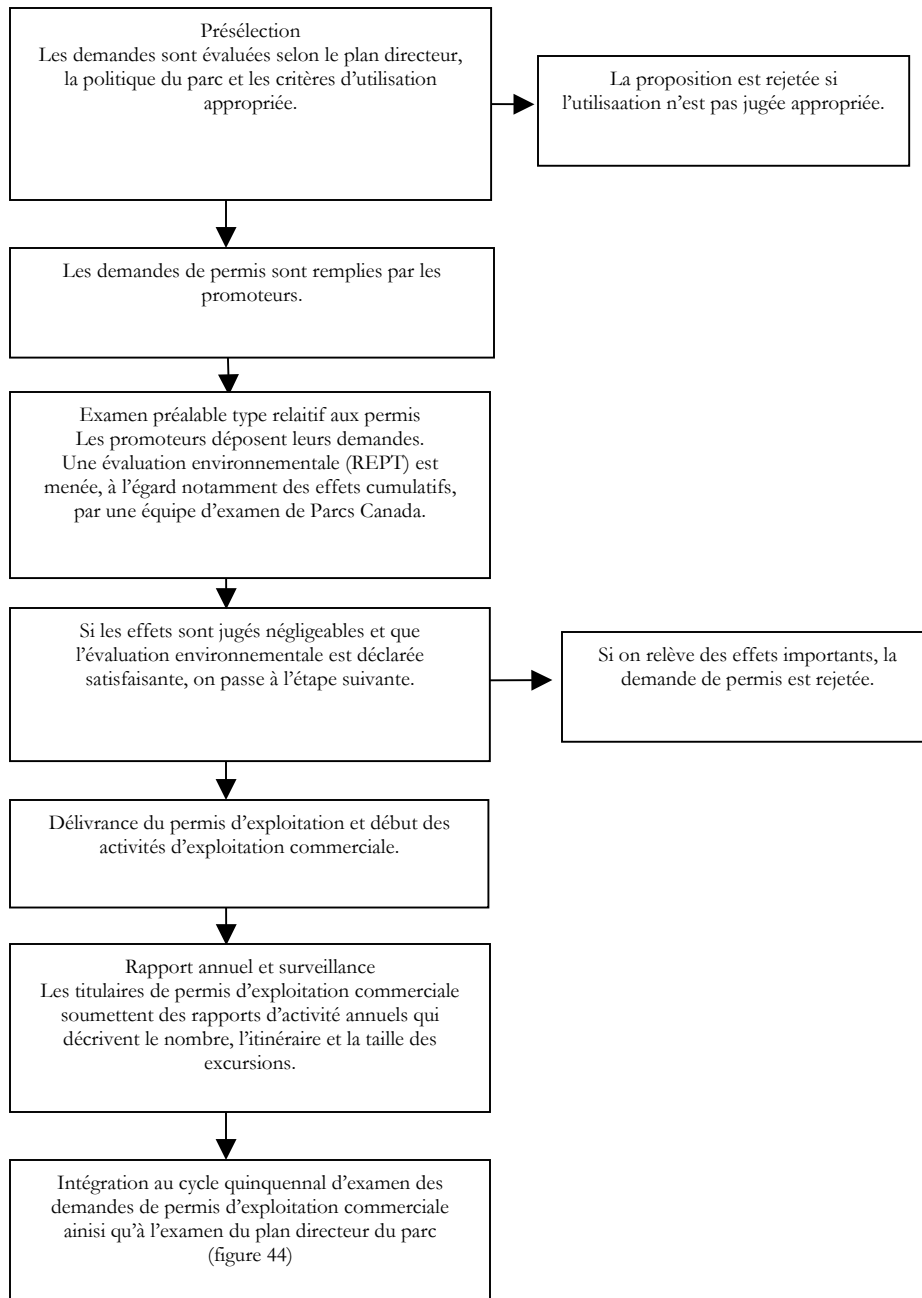 Présélection
Les demandes sont évaluées selon le plan directeur,
la politique du parc et les critères d'utilisation
appropriée.
La proposition est rejetée si
l'utilisaation n'est pas jugée appropriée.
Les demandes de permis sont remplies par les
promoteurs.
Examen préalable type relaitif aux permis
Les promoteurs déposent leurs demandes.
Une évaluation environnementale (REPT) est
menée, à l'égard notamment des effets cumulatifs,
par une équipe d'examen de Parcs Canada.
Si les effets sont jugés négligeables et que
l'évaluation environnementale est déclarée
satisfaisante, on passe à l'étape suivante.
Si on relève des effets importants, la
demande de permis est rejetée.
Délivrance du permis d'exploitation et début des
activités d'exploitation commerciale.
Rapport annuel et surveillance
Les titulaires de permis d'exploitation commerciale
soumettent des rapports d'activité annuels qui
décrivent le nombre, l'itinéraire et la taille des
excursions.
Intégration au cycle quinquennal d'examen des
demandes de permis d'exploitation commerciale
ainisi qu'à l'examen du plan directeur du parc
(figure 44)